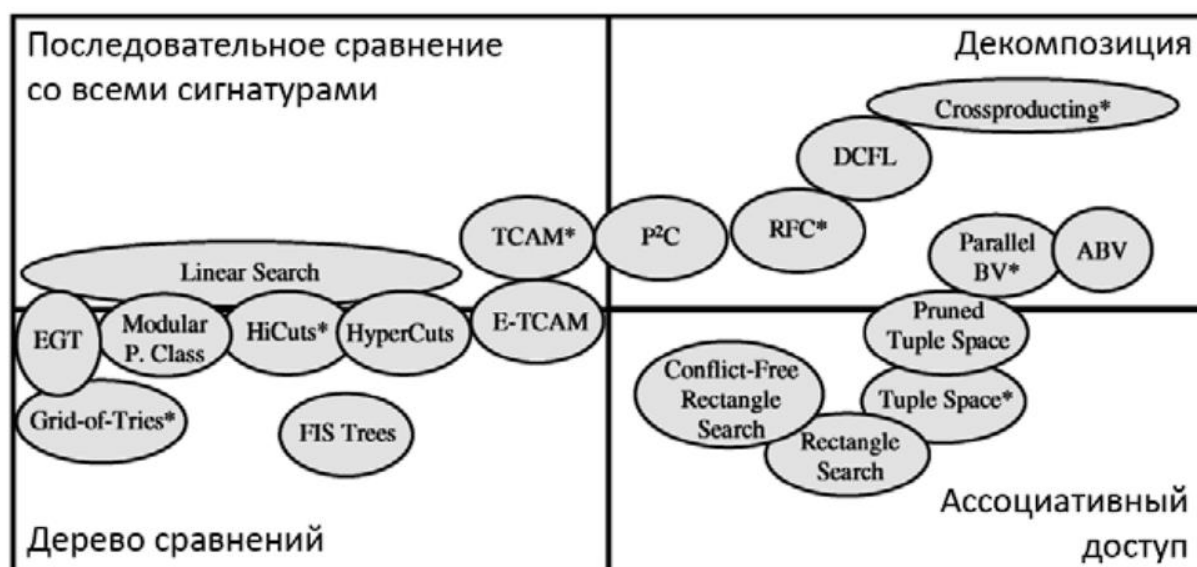 Последовательное сравнение
со всеми сигнатурами
Декомпозиция
Crossproducting*
DCFL
TCAM*
P²C
RFC*
Parallel
BV*
ABV
Linear Search
EGT
Modular
P. Class
HiCuts*
HyperCuts
E-TCAM
Pruned
Tuple Space
Conflict-Free
Rectangle
Search
Tuple Space*
Grid-of-Tries*
FIS Trees
Rectangle
Search
Дерево сравнений
Ассоциативный
доступ